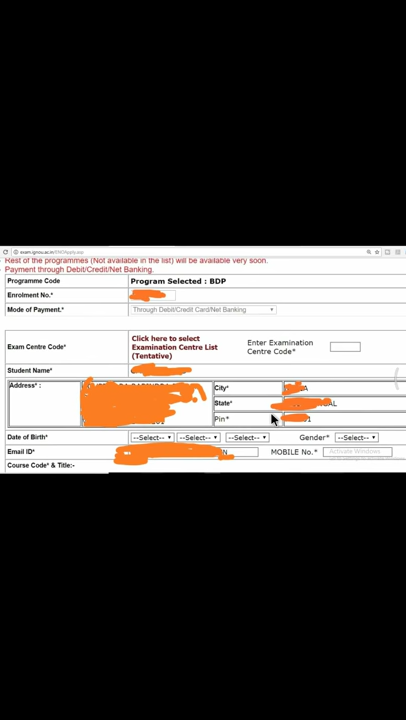 exam.ignou.ac.in
Rest of the programmes (Not available in the list) will be available very soon.
Payment through Debit/Credit/Net Banking.
Programme Code Program Selected : BDP
Enrolment No.*
Mode of Payment.* Through Debit/Credit Card/Net Banking
Exam Centre Code*
Click here to select
Examination Centre List
(Tentative)
Enter Examination
Centre Code*
Student Name*
Address* :
City*
State* AL
Pin* 1
Date of Birth* --Select-- --Select-- --Select-- Gender* --Select--
Email ID* MOBILE No.* Activate Windows
Course Code* & Title:-